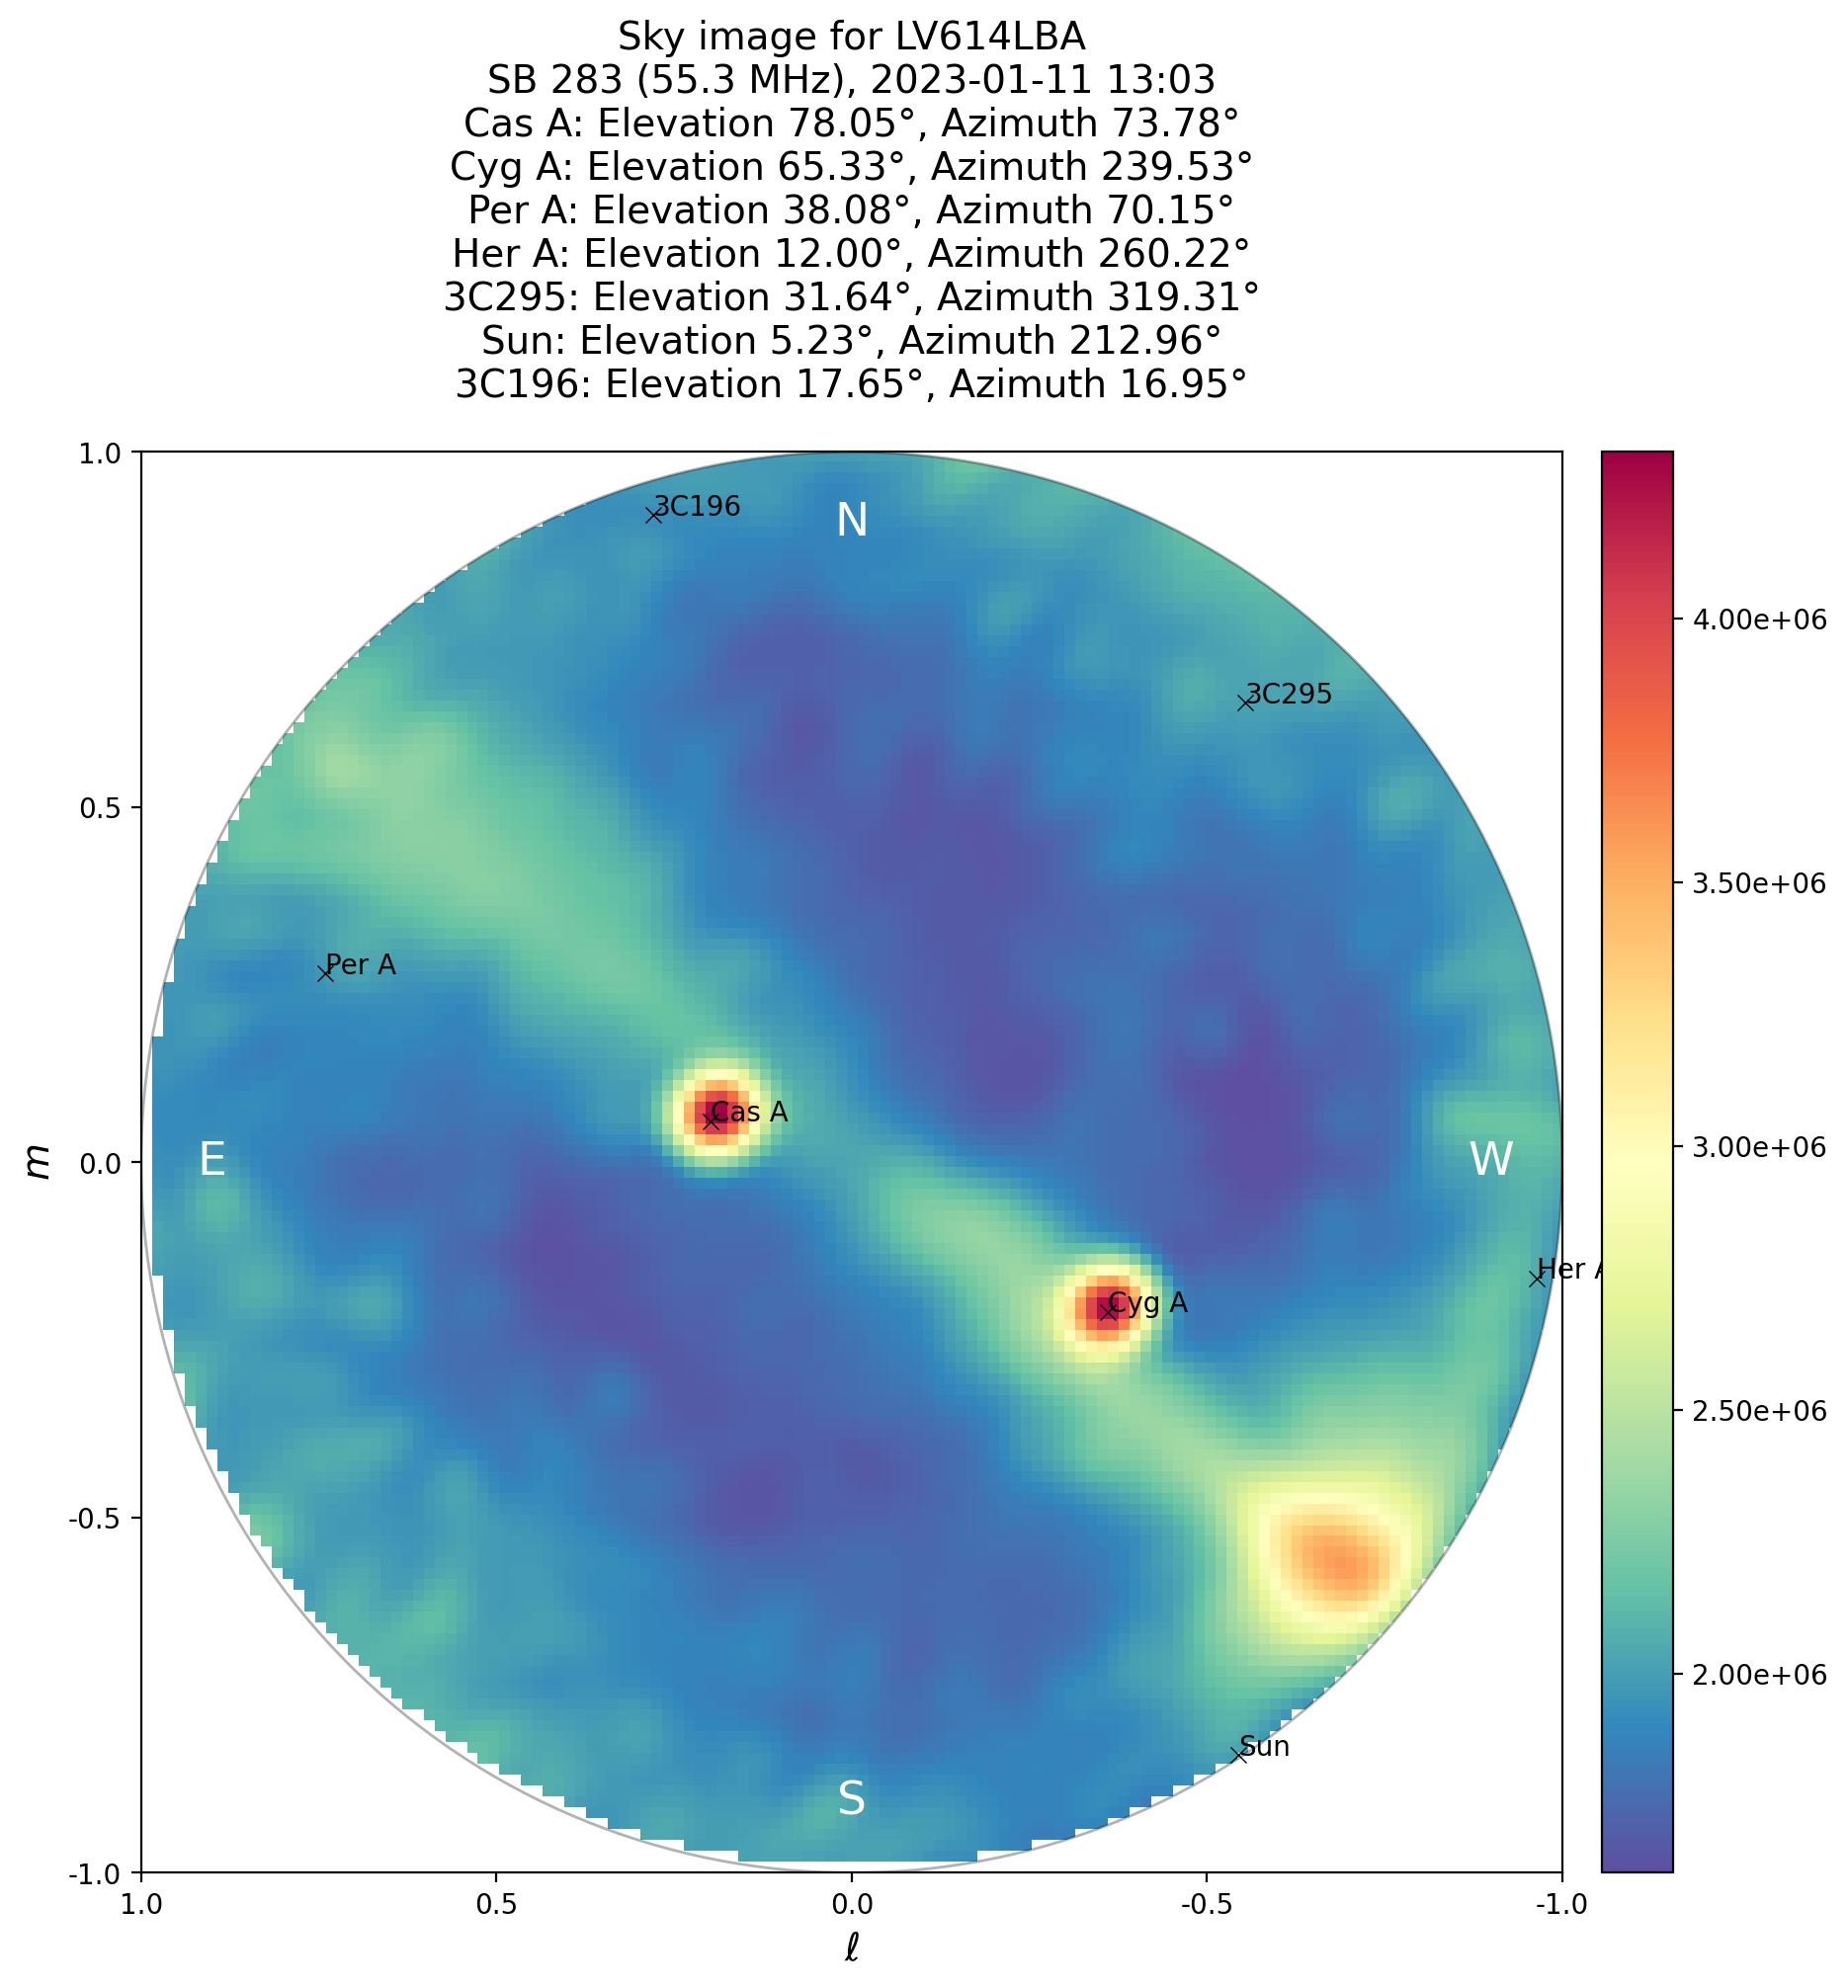 Sky image for LV614LBA
SB 283 (55.3 MHz), 2023-01-11 13:03
Cas A: Elevation 78.05°, Azimuth 73.78°
Cyg A: Elevation 65.33°, Azimuth 239.53°
Per A: Elevation 38.08°, Azimuth 70.15°
Her A: Elevation 12.00°, Azimuth 260.22°
3C295: Elevation 31.64°, Azimuth 319.31°
Sun: Elevation 5.23°, Azimuth 212.96°
3C196: Elevation 17.65°, Azimuth 16.95°
1.0
3C196
N
4.00e+06
3C295
0.5
3.50e+06
Per A
Cas A
3.00e+06
m
0.0
E
W
Her A
Cyg A
2.50e+06
-0.5
2.00e+06
Sun
S
-1.0
1.0 0.5 0.0 -0.5 -1.0
ℓ